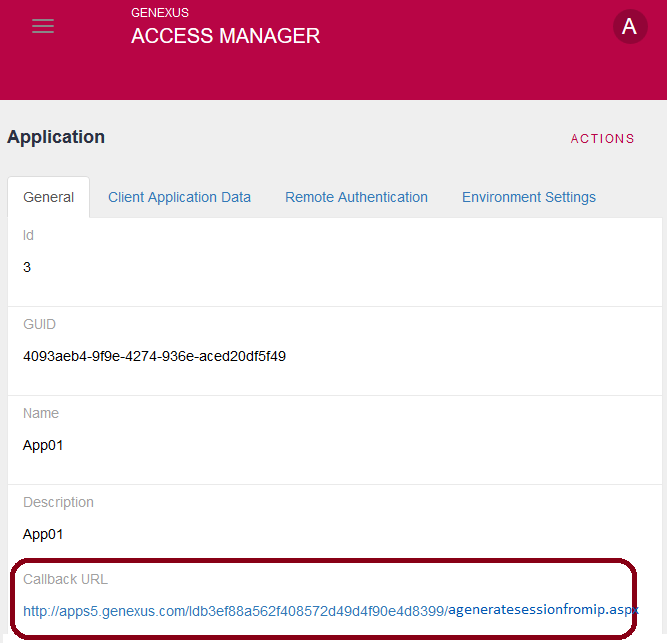 GENEXUS
ACCESS MANAGER
A
Application
ACTIONS
General
Client Application Data
Remote Authentication
Environment Settings
Id
3
GUID
4093aeb4-9f9e-4274-936e-aced20df5f49
Name
App01
Description
App01
Callback URL
http://apps5.genexus.com/Idb3ef88a562f408572d49d4f90e4d8399/ageneratesessionfromip.aspx